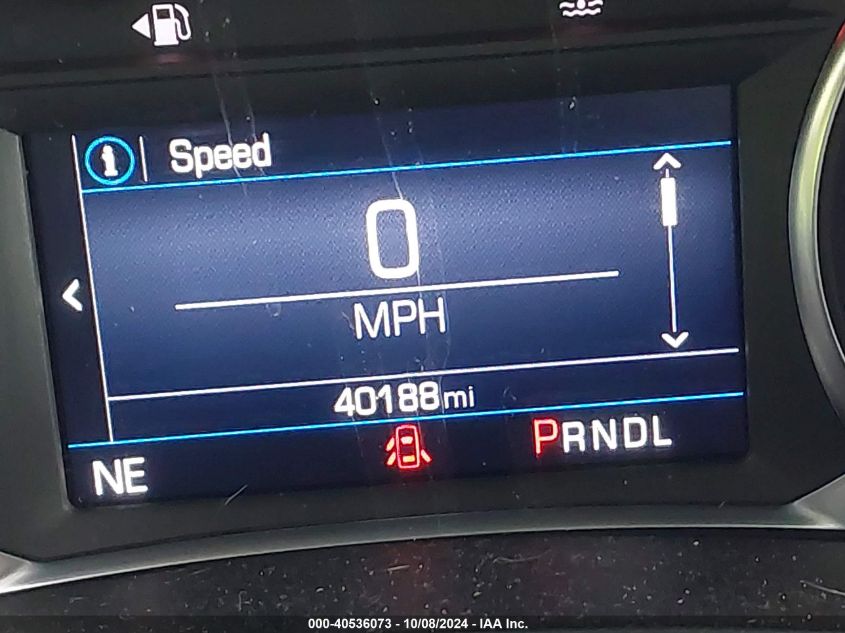 Speed
0
MPH
40188mi
NE
PRNDL
000-40536073 - 10/08/2024 - IAA Inc.